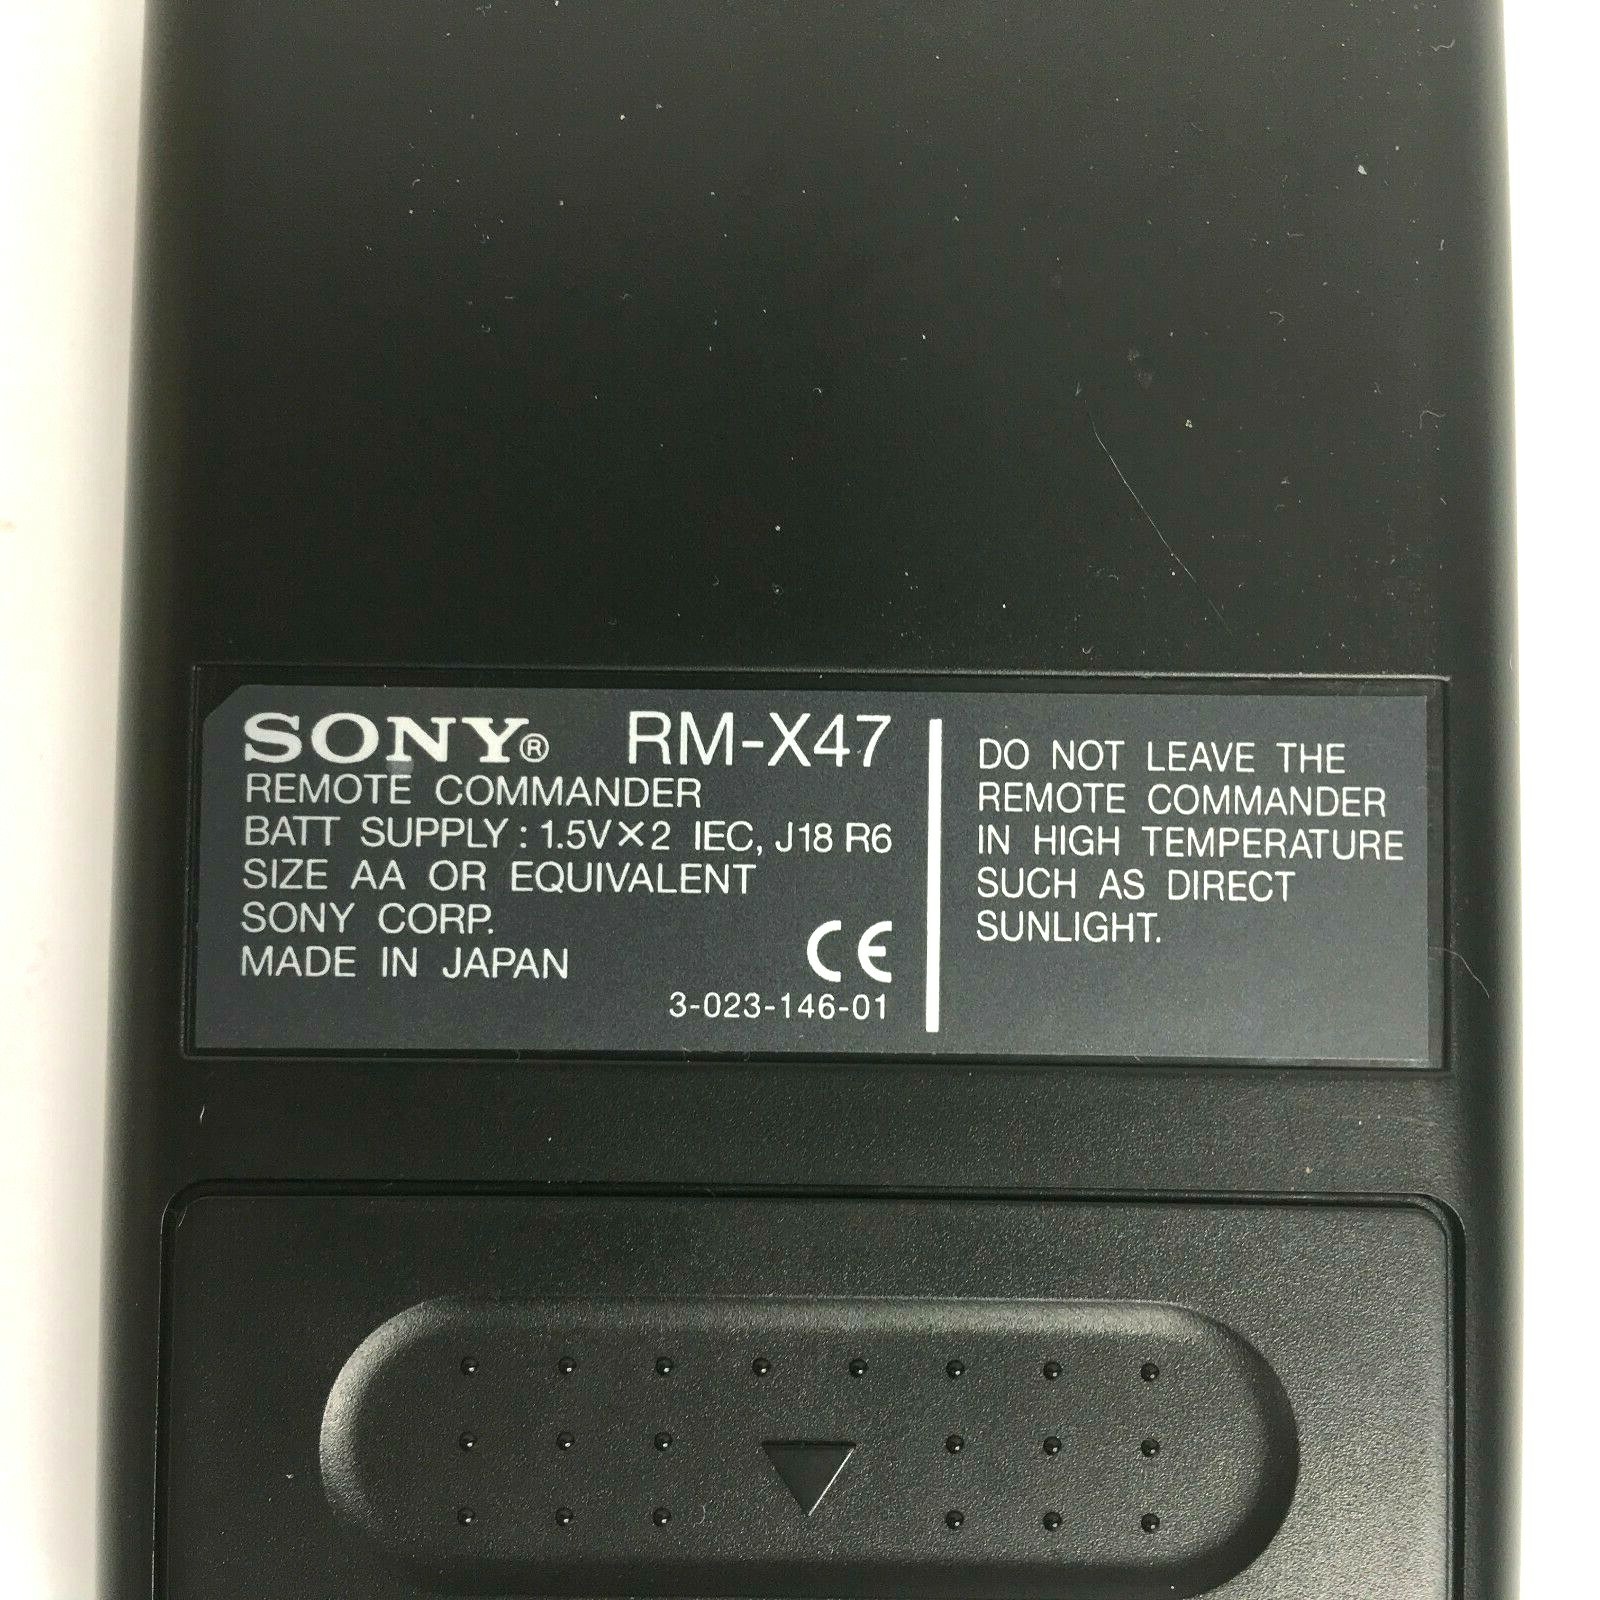 SONY® RM-X47
REMOTE COMMANDER
BATT SUPPLY : 1.5V×2 IEC, J18 R6
SIZE AA OR EQUIVALENT
SONY CORP.
MADE IN JAPAN
CE
3-023-146-01
DO NOT LEAVE THE
REMOTE COMMANDER
IN HIGH TEMPERATURE
SUCH AS DIRECT
SUNLIGHT.